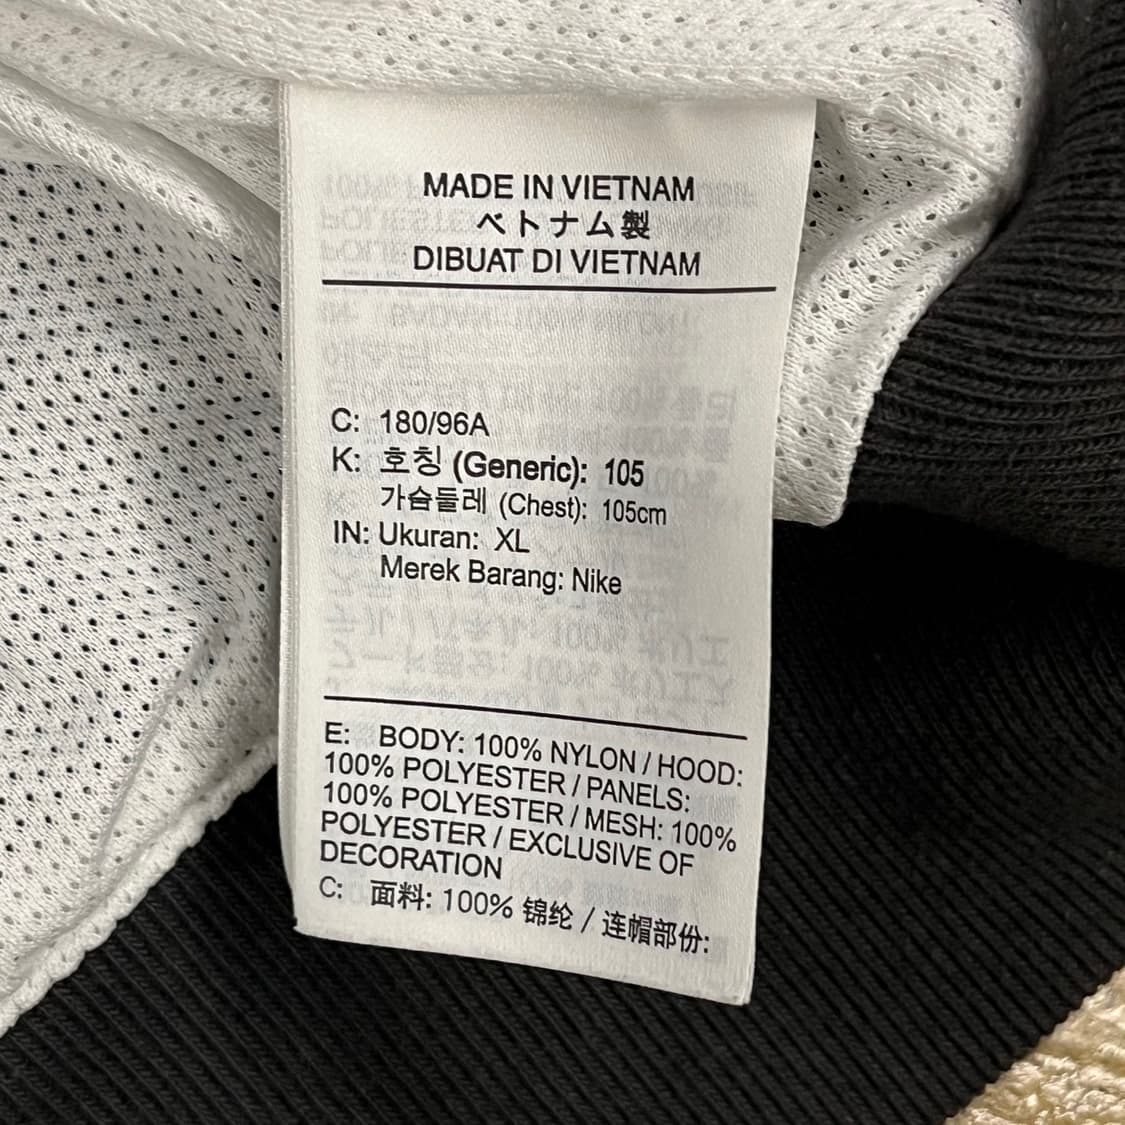 MADE IN VIETNAM
ベトナム製
DIBUAT DI VIETNAM
C: 180/96A
K: 호칭 (Generic): 105
가슴둘레 (Chest): 105cm
IN: Ukuran: XL
Merek Barang: Nike
E: BODY: 100% NYLON / HOOD:
100% POLYESTER / PANELS:
100% POLYESTER / MESH: 100%
POLYESTER / EXCLUSIVE OF
DECORATION
C: 面料: 100% 锦纶 / 连帽部份: